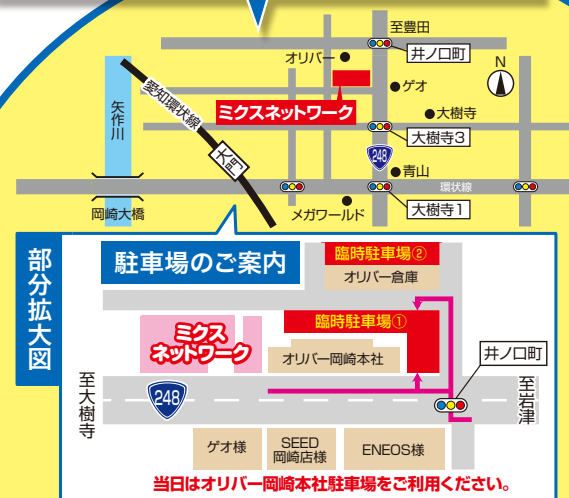 至豊田
オリバー
井ノ口町
N
ゲオ
ミクスネットワーク
大樹寺
矢作川
愛知環状線
大門
大樹寺3
248
青山
環状線
岡崎大橋
メガワールド
大樹寺1
部分拡大図
駐車場のご案内
臨時駐車場②
オリバー倉庫
ミクス
ネットワーク
臨時駐車場①
オリバー岡崎本社
井ノ口町
至大樹寺
248
至岩津
ゲオ様
SEED
岡崎店様
ENEOS様
当日はオリバー岡崎本社駐車場をご利用ください。